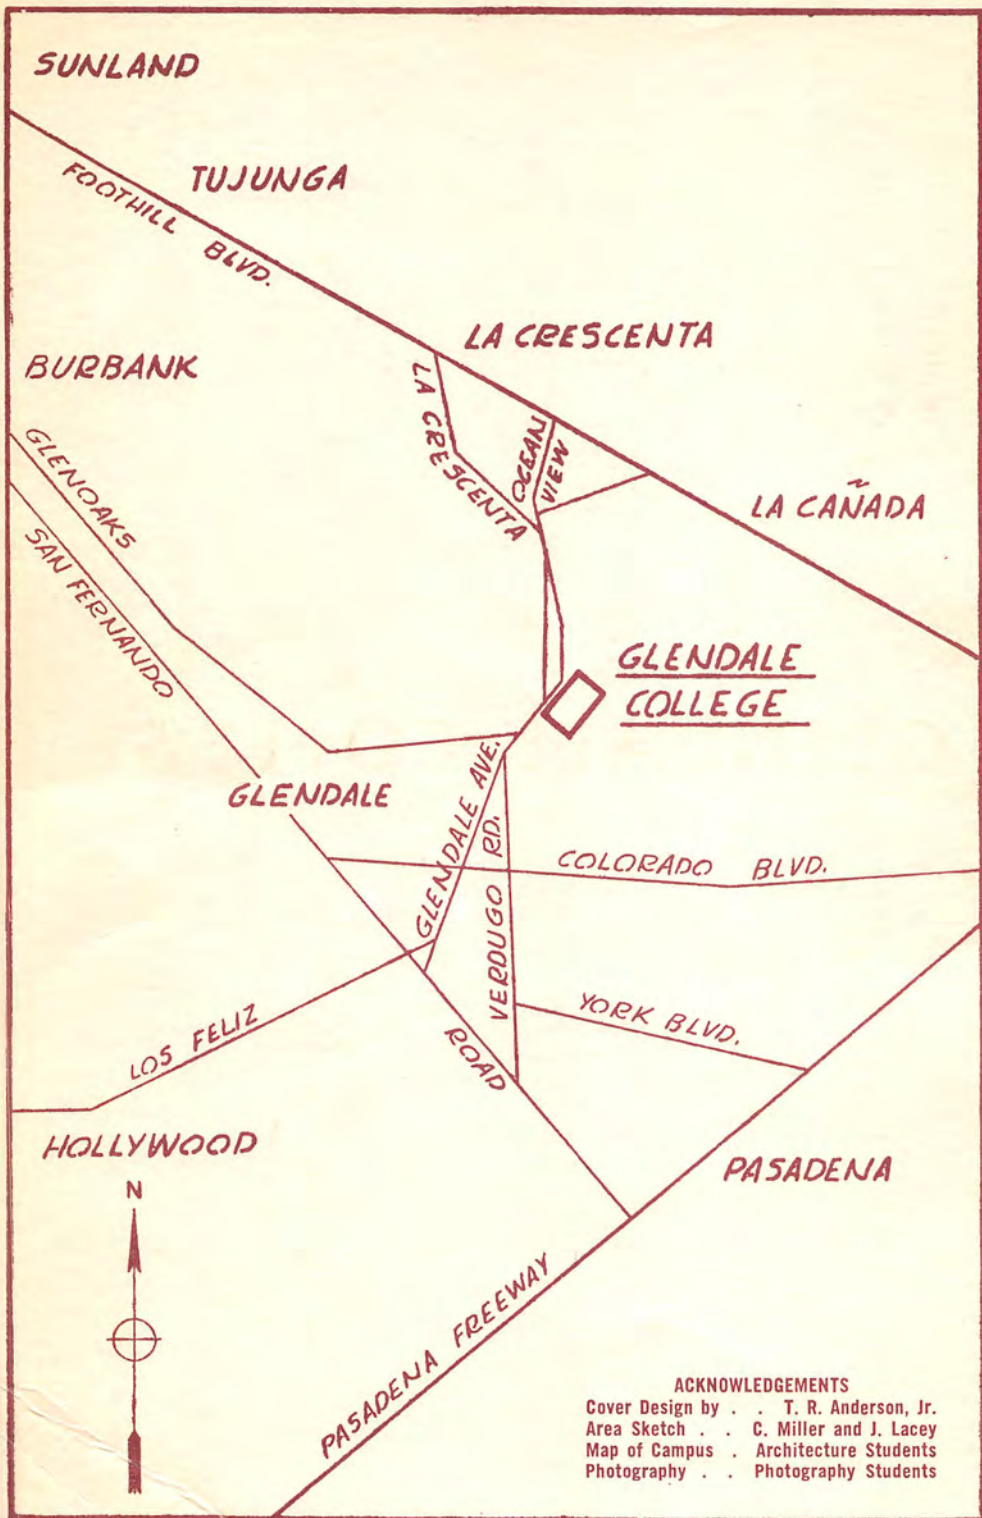 SUNLAND
TUJUNGA
FOOTHILL BLVD.
LA CRESCENTA
BURBANK
LA CRESCENTA
OCEAN
VIEW
GLENOAKS
LA CAÑADA
SAN FERNANDO
GLENDALE
COLLEGE
GLENDALE AVE.
GLENDALE
VERDUGO RD.
COLORADO BLVD.
YORK BLVD.
LOS FELIZ
ROAD
HOLLYWOOD
PASADENA
N
PASADENA FREEWAY
ACKNOWLEDGEMENTS
Cover Design by . . T. R. Anderson, Jr.
Area Sketch . . C. Miller and J. Lacey
Map of Campus . Architecture Students
Photography . . Photography Students